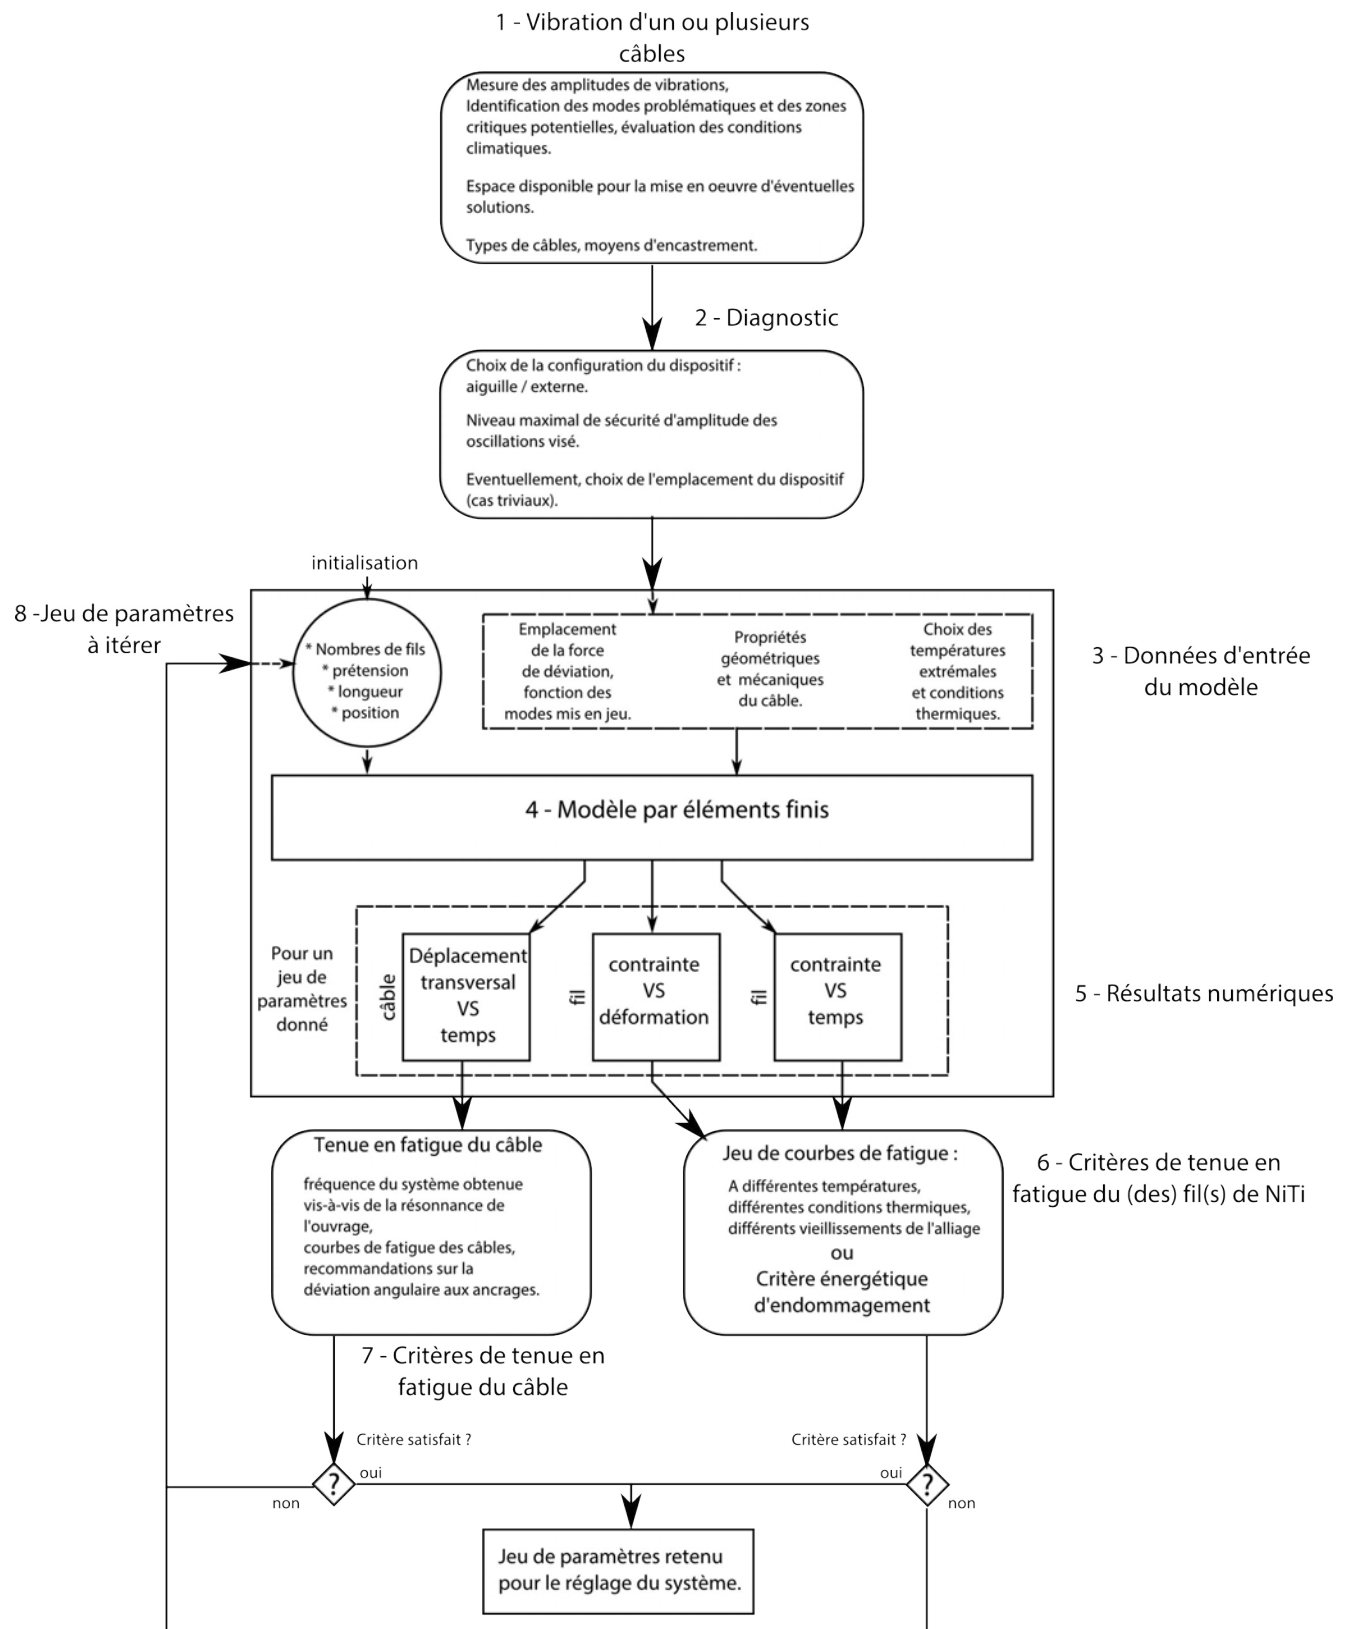 1 - Vibration d'un ou plusieurs
câbles
Mesure des amplitudes de vibrations,
Identification des modes problématiques et des zones
critiques potentielles, évaluation des conditions
climatiques.
Espace disponible pour la mise en oeuvre d'éventuelles
solutions.
Types de câbles, moyens d'encastrement.
2 - Diagnostic
Choix de la configuration du dispositif :
aiguille / externe.
Niveau maximal de sécurité d'amplitude des
oscillations visé.
Eventuellement, choix de l'emplacement du dispositif
(cas triviaux).
initialisation
8 -Jeu de paramètres
à itérer
* Nombres de fils
* prétension
* longueur
* position
Emplacement
de la force
de déviation,
fonction des
modes mis en jeu.
Propriétés
géométriques
et mécaniques
du câble.
Choix des
températures
extrémales
et conditions
thermiques.
3 - Données d'entrée
du modèle
4 - Modèle par éléments finis
Pour un
jeu de
paramètres
donné
câble
Déplacement
transversal
VS
temps
fil
contrainte
VS
déformation
fil
contrainte
VS
temps
5 - Résultats numériques
Tenue en fatigue du câble
fréquence du système obtenue
vis-à-vis de la résonnance de
l'ouvrage,
courbes de fatigue des câbles,
recommandations sur la
déviation angulaire aux ancrages.
Jeu de courbes de fatigue :
A différentes températures,
différentes conditions thermiques,
différents vieillissements de l'alliage
ou
Critère énergétique
d'endommagement
6 - Critères de tenue en
fatigue du (des) fil(s) de NiTi
7 - Critères de tenue en
fatigue du câble
Critère satisfait ?
Critère satisfait ?
?
oui
non
oui
?
non
Jeu de paramètres retenu
pour le réglage du système.